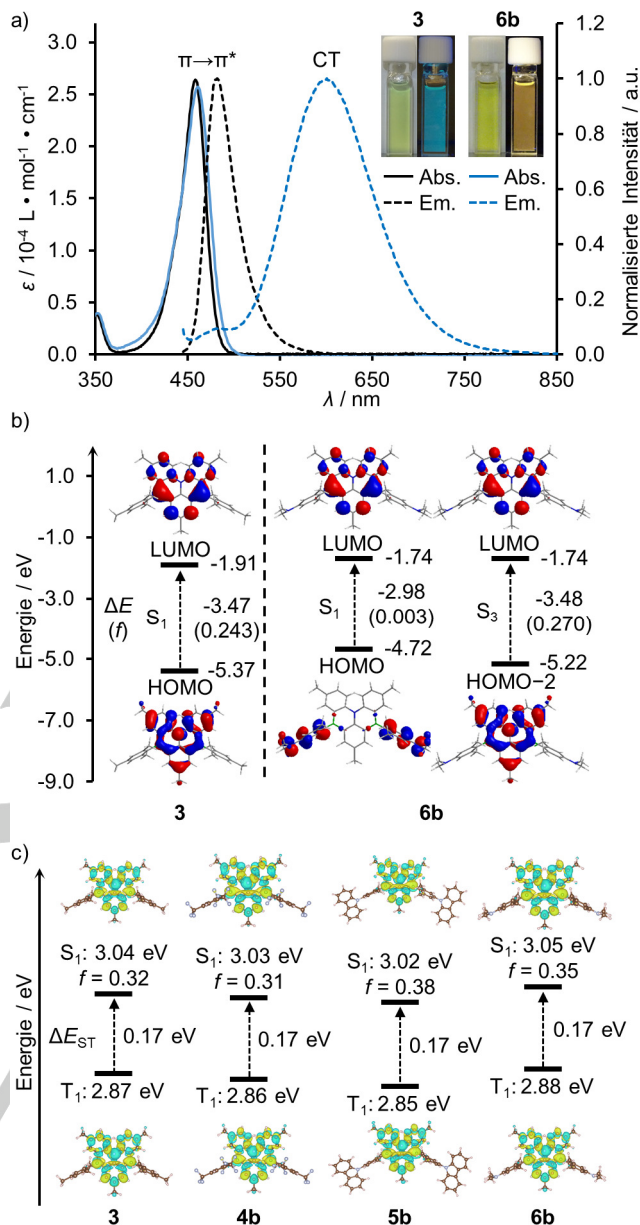 a)
3.0
2.5
2.0
1.5
1.0
0.5
0.0
ε / 10⁻⁴ L • mol⁻¹ • cm⁻¹
π→π*
CT
3
6b
Abs.
Em.
Abs.
Em.
1.2
1.0
0.8
0.6
0.4
0.2
0.0
Normalisierte Intensität / a.u.
350
450
550
650
750
850
λ / nm
b)
Energie / eV
1.0
-1.0
-3.0
-5.0
-7.0
-9.0
LUMO
-1.91
ΔE
(f)
S₁
-3.47
(0.243)
-5.37
HOMO
3
LUMO
-1.74
S₁
-2.98
(0.003)
-4.72
HOMO
LUMO
-1.74
S₃
-3.48
(0.270)
-5.22
HOMO−2
6b
c)
Energie / eV
S₁: 3.04 eV
f = 0.32
ΔE_ST
0.17 eV
T₁: 2.87 eV
3
S₁: 3.03 eV
f = 0.31
0.17 eV
T₁: 2.86 eV
4b
S₁: 3.02 eV
f = 0.38
0.17 eV
T₁: 2.85 eV
5b
S₁: 3.05 eV
f = 0.35
0.17 eV
T₁: 2.88 eV
6b